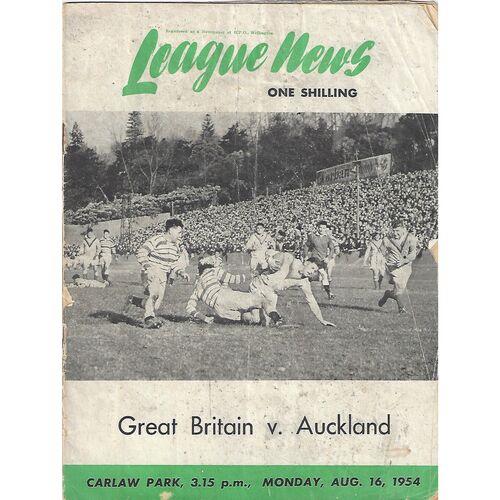 Registered as a Newspaper at G.P.O., Wellington.
League News
ONE SHILLING
Great Britain v. Auckland
CARLAW PARK, 3.15 p.m., MONDAY, AUG. 16, 1954